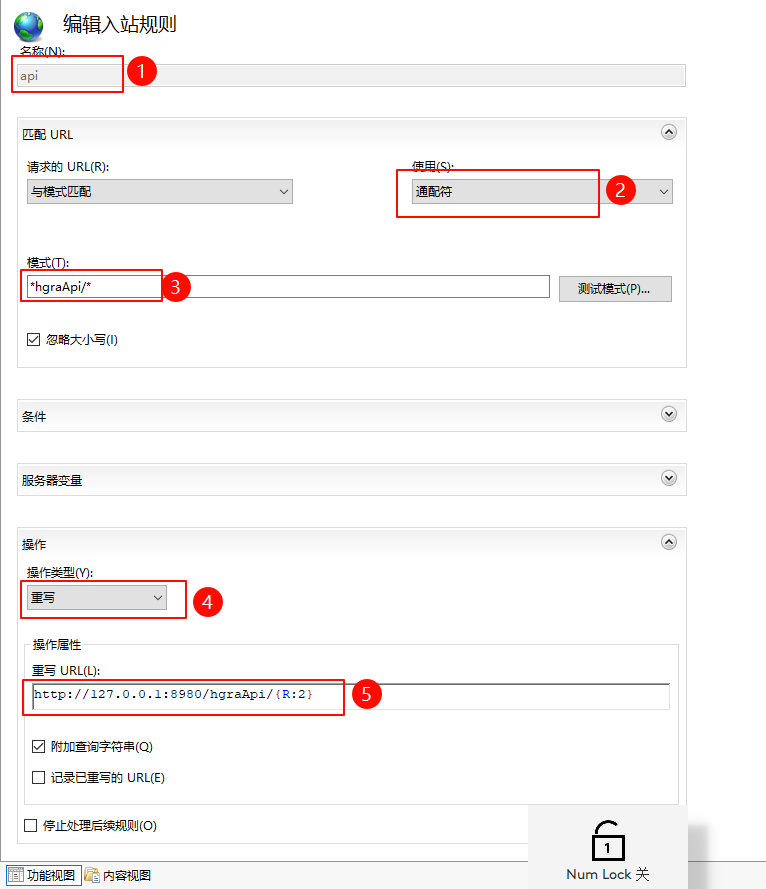 编辑入站规则
名称(N):
api
1
匹配 URL
请求的 URL(R):
使用(S):
与模式匹配
通配符
2
模式(T):
*hgraApi/*
3
测试模式(P)...
忽略大小写(I)
条件
服务器变量
操作
操作类型(Y):
重写
4
操作属性
重写 URL(L):
http://127.0.0.1:8980/hgraApi/{R:2}
5
附加查询字符串(Q)
记录已重写的 URL(E)
停止处理后续规则(O)
1
Num Lock 关
功能视图
内容视图